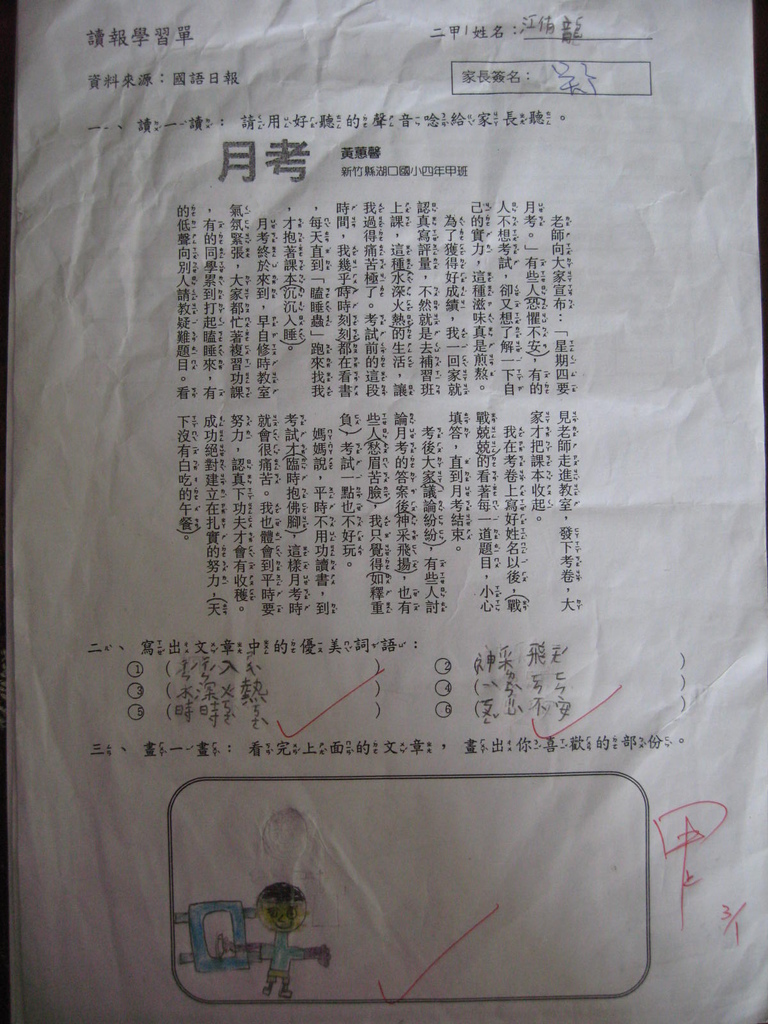 讀報學習單
二甲 姓名：江侑龍
資料來源：國語日報
家長簽名：
一、讀一讀：請用好聽的聲音唸給家長聽。
月考
黃蕙馨
新竹縣湖口國小四年甲班
老師向大家宣布：「星期四要
月考。」有些人恐懼不安，有的
人不想考試，卻又想了解一下自
己的實力，這種滋味真是煎熬。
為了獲得好成績，我一回家就
認真寫評量，不然就是去補習班
上課，這種水深火熱的生活，讓
我過得痛苦極了。考試前的這段
時間，我幾乎時時刻刻都在看書
，每天直到「瞌睡蟲」跑來找我
，才抱著課本沉沉入睡。
月考終於來到，早自修時教室
氣氛緊張，大家都忙著複習功課
，有的同學累到打起瞌睡來，有
的低聲向別人請教疑難題目。看
見老師走進教室，發下考卷，大
家才把課本收起。
我在考卷上寫好姓名以後，戰
戰兢兢的看著每一道題目，小心
填答，直到月考結束。
考後大家議論紛紛，有些人討
論月考的答案後神采飛揚，也有
些人愁眉苦臉，我只覺得如釋重
負，考試一點也不好玩。
媽媽說，平時不用功讀書，到
考試才臨時抱佛腳，這樣月考時
就會很痛苦。我也體會到平時要
努力，認真下功夫才會有收穫。
成功絕對建立在扎實的努力，天
下沒有白吃的午餐。
二、寫出文章中的優美詞語：
① （ 入 ）
② （神采飛 ）
③ （水深火熱）
④ （ ）
⑤ （時時 ）
⑥ （ 不安）
三、畫一畫：看完上面的文章，畫出你喜歡的部份。
甲上
3/1